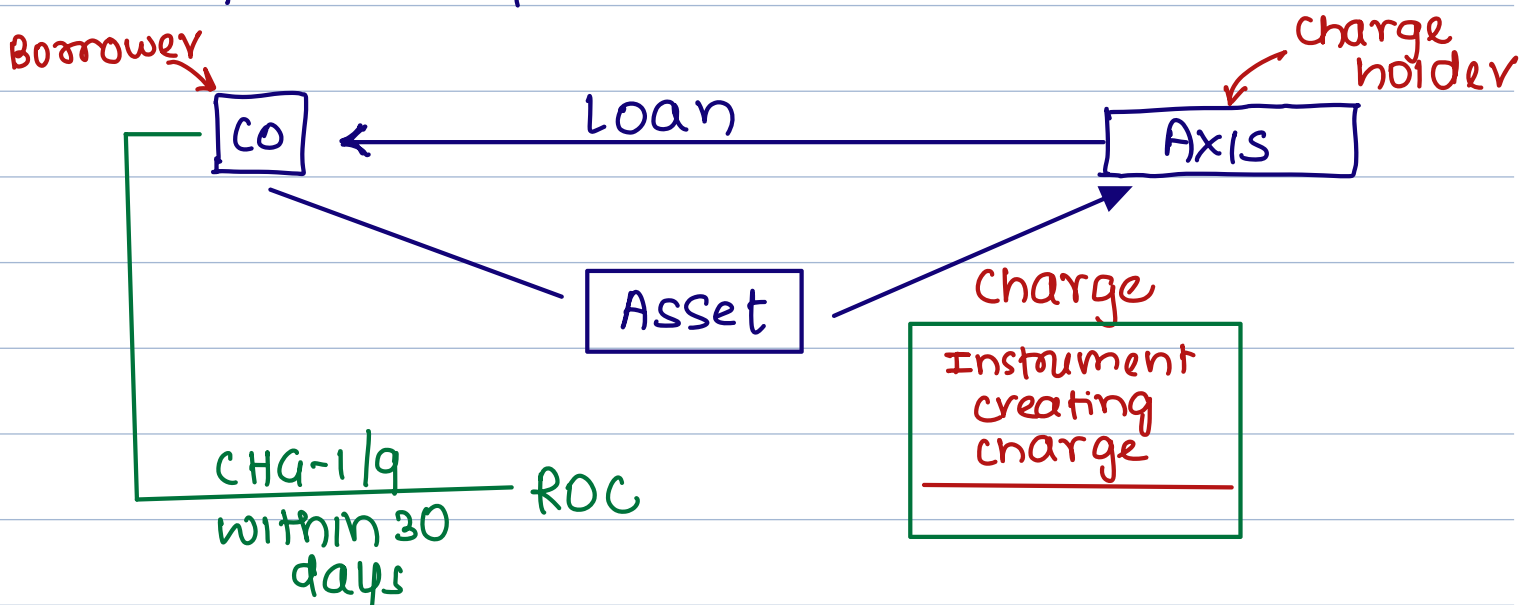 Borrower
Charge
holder
CO
Loan
Axis
Asset
Charge
Instrument
creating
charge
CHG-1/9
ROC
within 30
days